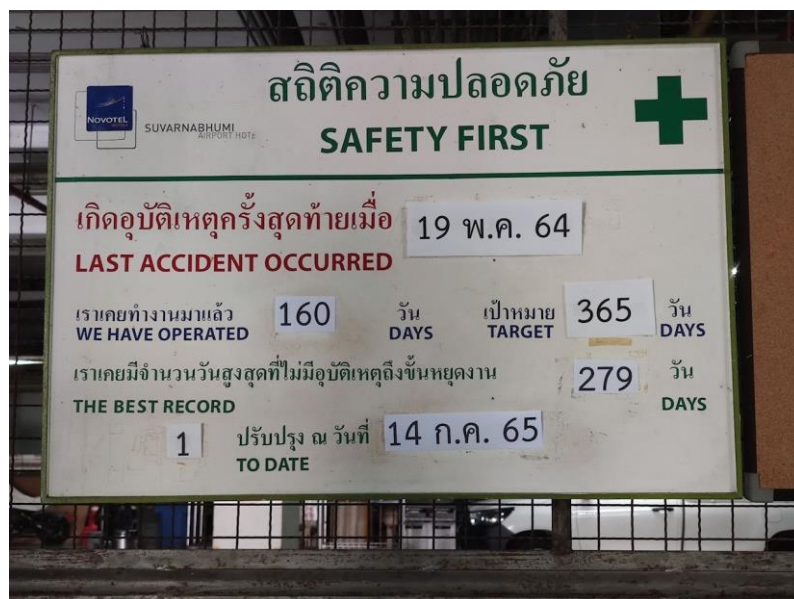 สถิติความปลอดภัย
SAFETY FIRST
NOVOTEL
SUVARNABHUMI
AIRPORT HOTE
เกิดอุบัติเหตุครั้งสุดท้ายเมื่อ 19 พ.ค. 64
LAST ACCIDENT OCCURRED
เราเคยทำงานมาแล้ว 160 วัน เป้าหมาย 365 วัน
WE HAVE OPERATED DAYS TARGET DAYS
เราเคยมีจำนวนวันสูงสุดที่ไม่มีอุบัติเหตุถึงขั้นหยุดงาน 279 วัน
THE BEST RECORD DAYS
1 ปรับปรุง ณ วันที่ 14 ก.ค. 65
TO DATE